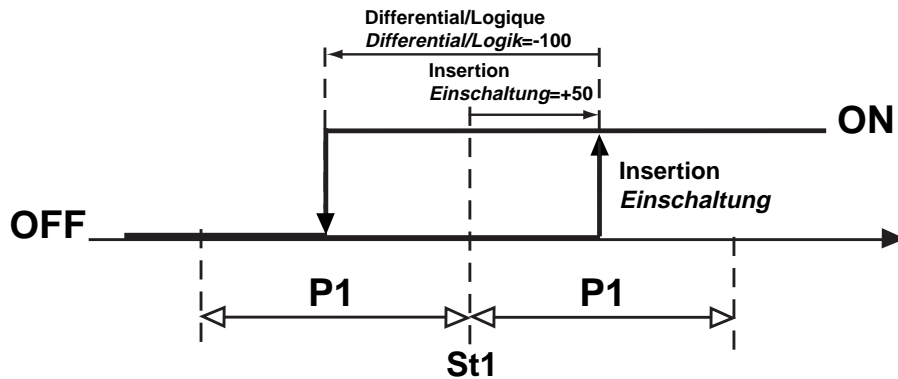 Differential/Logique
Differential/Logik=-100
Insertion
Einschaltung=+50
ON
Insertion
Einschaltung
OFF
P1
P1
St1